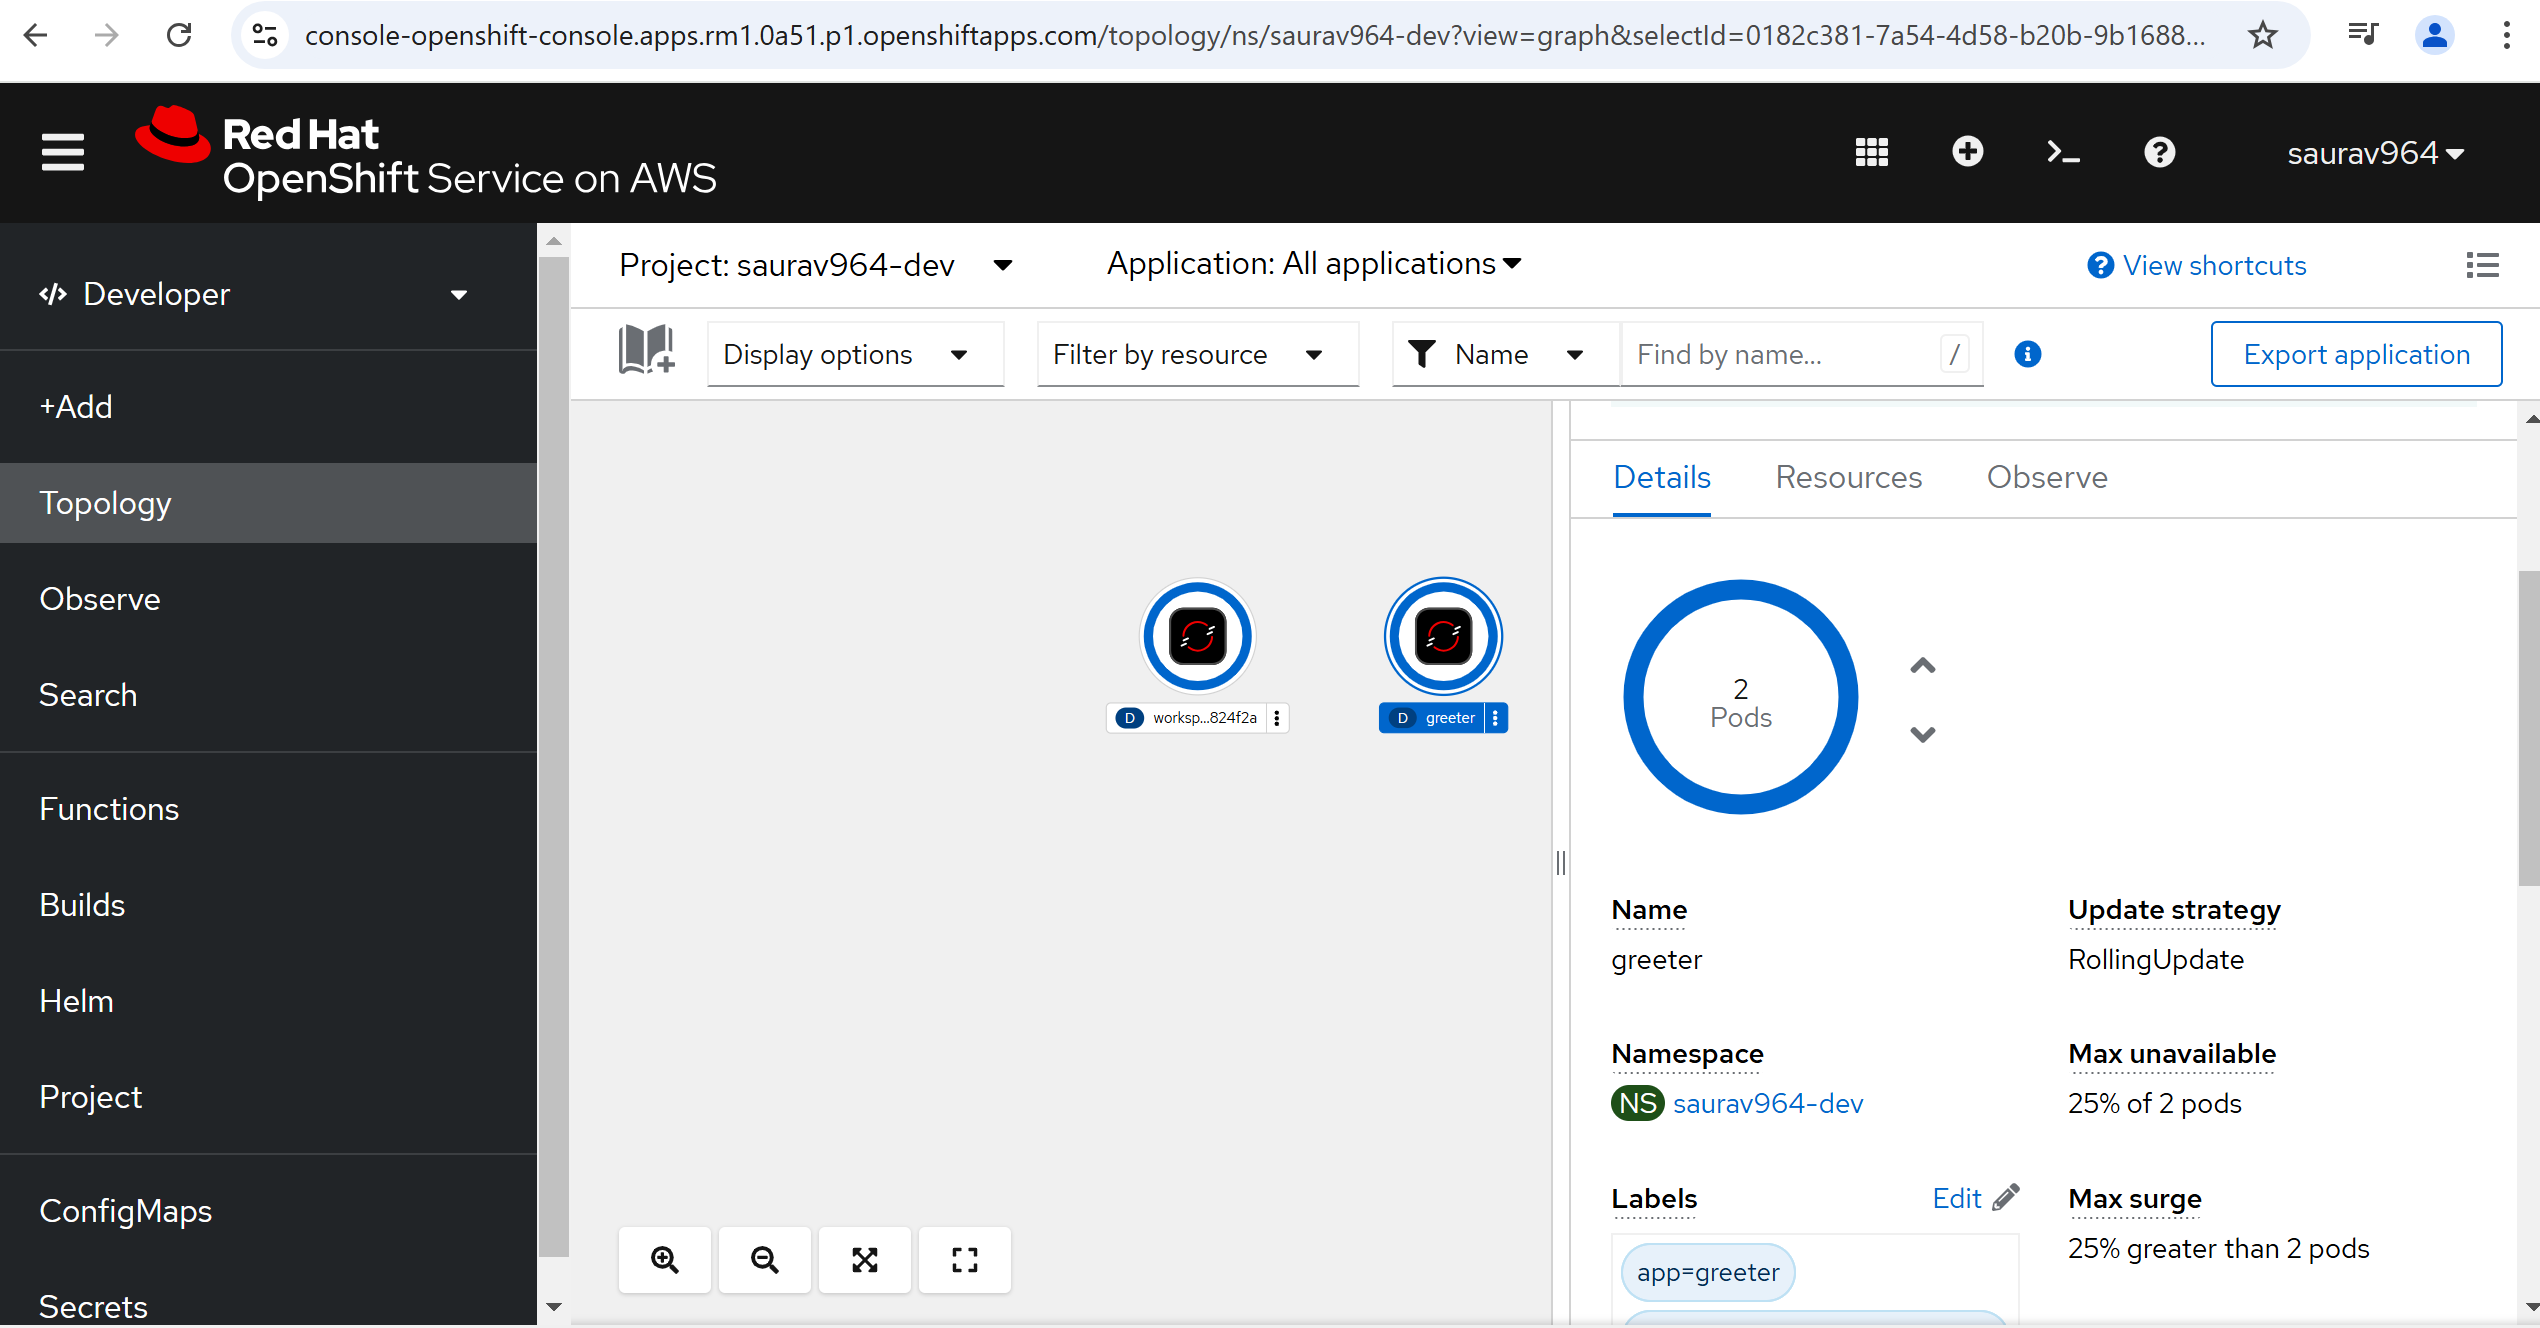 console-openshift-console.apps.rm1.0a51.p1.openshiftapps.com/topology/ns/saurav964-dev?view=graph&selectId=0182c381-7a54-4d58-b20b-9b1688...
Red Hat
OpenShift Service on AWS
saurav964
Developer
+Add
Topology
Observe
Search
Functions
Builds
Helm
Project
ConfigMaps
Secrets
Project: saurav964-dev
Application: All applications
View shortcuts
Display options
Filter by resource
Name
Find by name...
/
Export application
D worksp...824f2a
D greeter
Details
Resources
Observe
2
Pods
Name
greeter
Update strategy
RollingUpdate
Namespace
NS saurav964-dev
Max unavailable
25% of 2 pods
Labels
Edit
app=greeter
Max surge
25% greater than 2 pods